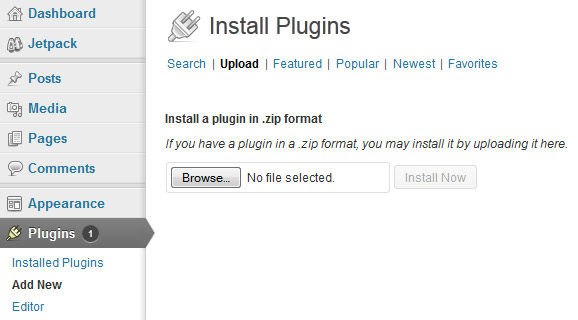 Dashboard
Jetpack
Posts
Media
Pages
Comments
Appearance
Plugins 1
Installed Plugins
Add New
Editor
Install Plugins
Search | Upload | Featured | Popular | Newest | Favorites
Install a plugin in .zip format
If you have a plugin in a .zip format, you may install it by uploading it here.
Browse... No file selected. Install Now